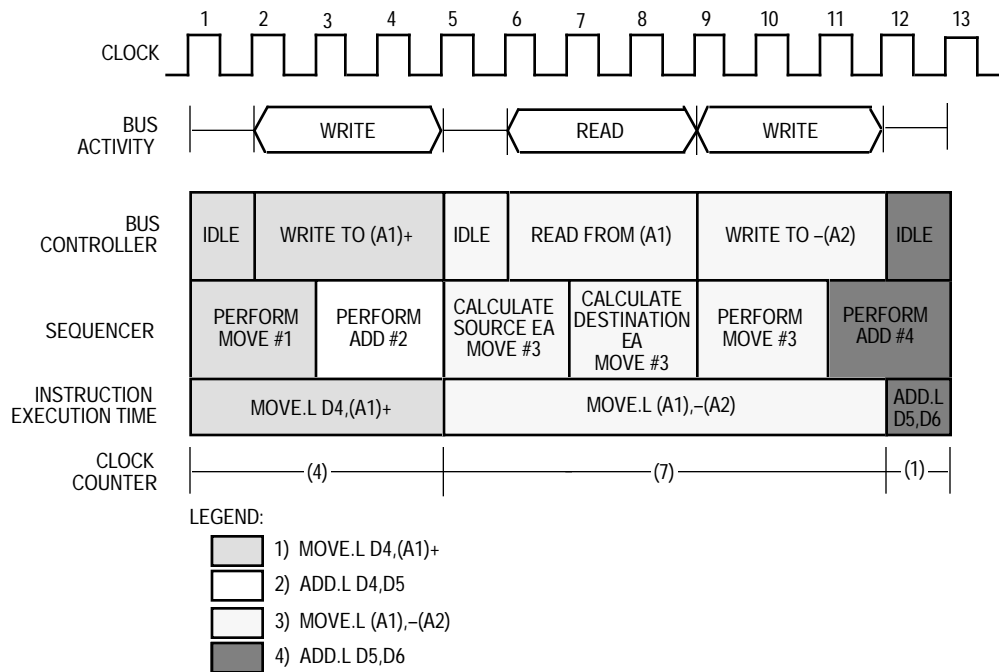 1 2 3 4 5 6 7 8 9 10 11 12 13
CLOCK
BUS
ACTIVITY
WRITE READ WRITE
BUS
CONTROLLER
IDLE WRITE TO (A1)+ IDLE READ FROM (A1) WRITE TO –(A2) IDLE
SEQUENCER
PERFORM
MOVE #1
PERFORM
ADD #2
CALCULATE
SOURCE EA
MOVE #3
CALCULATE
DESTINATION
EA
MOVE #3
PERFORM
MOVE #3
PERFORM
ADD #4
INSTRUCTION
EXECUTION TIME
MOVE.L D4,(A1)+
MOVE.L (A1),–(A2)
ADD.L
D5,D6
CLOCK
COUNTER
(4) (7) (1)
LEGEND:
1) MOVE.L D4,(A1)+
2) ADD.L D4,D5
3) MOVE.L (A1),–(A2)
4) ADD.L D5,D6